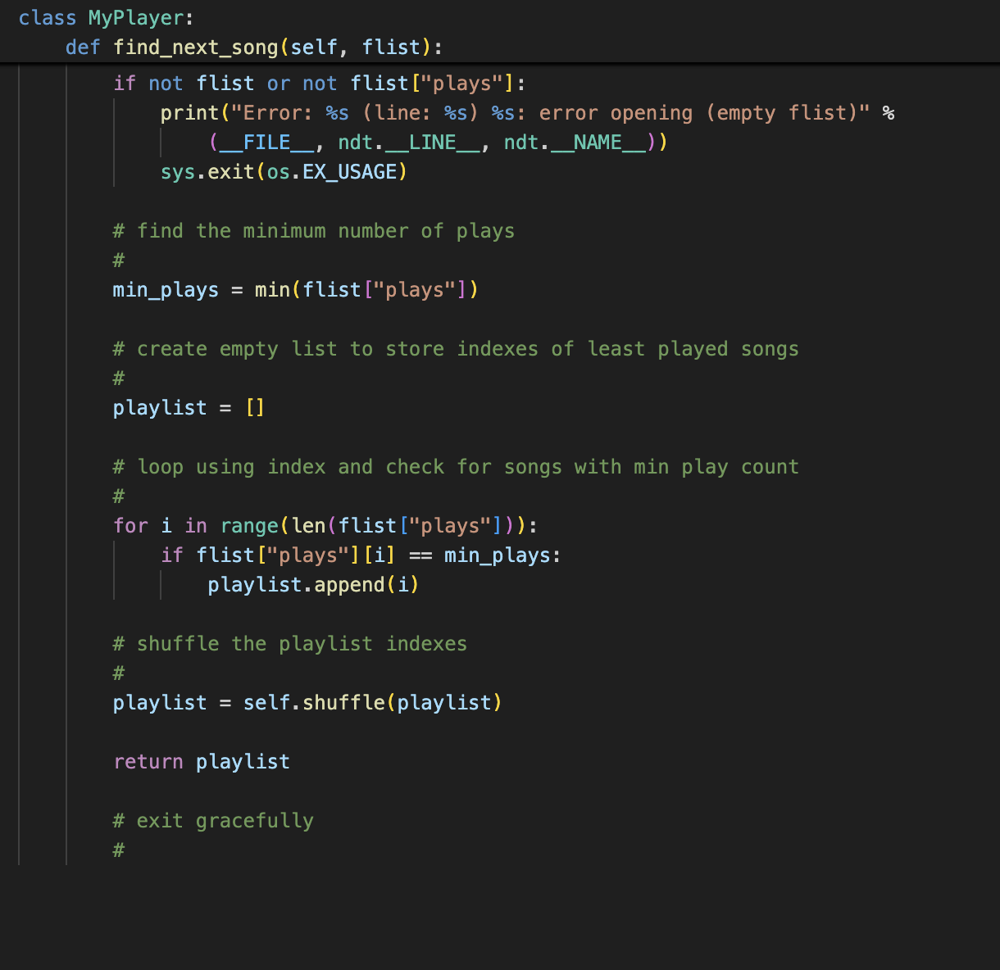 class MyPlayer:
    def find_next_song(self, flist):
        if not flist or not flist["plays"]:
            print("Error: %s (line: %s) %s: error opening (empty flist)" %
                (__FILE__, ndt.__LINE__, ndt.__NAME__))
            sys.exit(os.EX_USAGE)

        # find the minimum number of plays
        #
        min_plays = min(flist["plays"])

        # create empty list to store indexes of least played songs
        #
        playlist = []

        # loop using index and check for songs with min play count
        #
        for i in range(len(flist["plays"])):
            if flist["plays"][i] == min_plays:
                playlist.append(i)

        # shuffle the playlist indexes
        #
        playlist = self.shuffle(playlist)

        return playlist

        # exit gracefully
        #